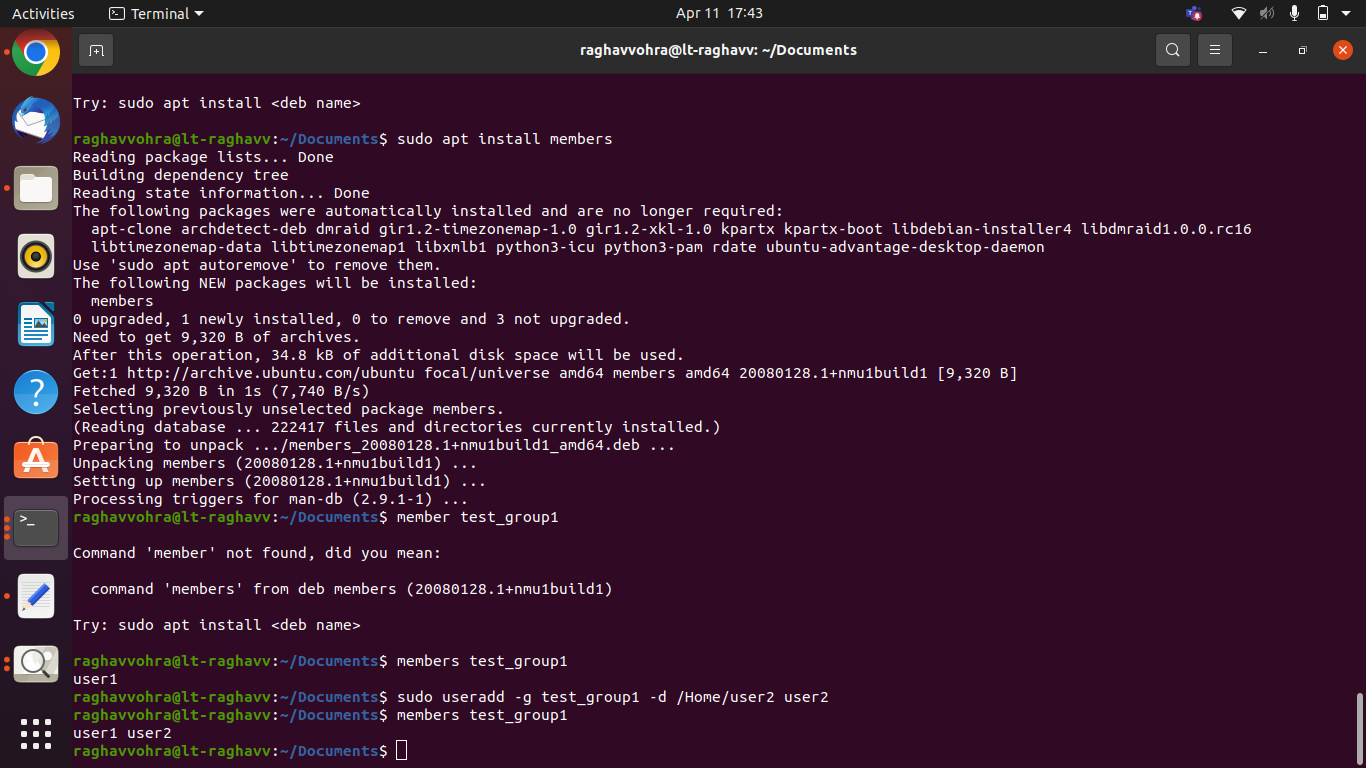 Activities
Terminal
Apr 11 17:43
raghavvohra@lt-raghavv: ~/Documents
Try: sudo apt install <deb name>
raghavvohra@lt-raghavv:~/Documents$ sudo apt install members
Reading package lists... Done
Building dependency tree
Reading state information... Done
The following packages were automatically installed and are no longer required:
  apt-clone archdetect-deb dmraid gir1.2-timezonemap-1.0 gir1.2-xkl-1.0 kpartx kpartx-boot libdebian-installer4 libdmraid1.0.0.rc16
  libtimezonemap-data libtimezonemap1 libxmlb1 python3-icu python3-pam rdate ubuntu-advantage-desktop-daemon
Use 'sudo apt autoremove' to remove them.
The following NEW packages will be installed:
  members
0 upgraded, 1 newly installed, 0 to remove and 3 not upgraded.
Need to get 9,320 B of archives.
After this operation, 34.8 kB of additional disk space will be used.
Get:1 http://archive.ubuntu.com/ubuntu focal/universe amd64 members amd64 20080128.1+nmu1build1 [9,320 B]
Fetched 9,320 B in 1s (7,740 B/s)
Selecting previously unselected package members.
(Reading database ... 222417 files and directories currently installed.)
Preparing to unpack .../members_20080128.1+nmu1build1_amd64.deb ...
Unpacking members (20080128.1+nmu1build1) ...
Setting up members (20080128.1+nmu1build1) ...
Processing triggers for man-db (2.9.1-1) ...
raghavvohra@lt-raghavv:~/Documents$ member test_group1
Command 'member' not found, did you mean:
  command 'members' from deb members (20080128.1+nmu1build1)
Try: sudo apt install <deb name>
raghavvohra@lt-raghavv:~/Documents$ members test_group1
user1
raghavvohra@lt-raghavv:~/Documents$ sudo useradd -g test_group1 -d /Home/user2 user2
raghavvohra@lt-raghavv:~/Documents$ members test_group1
user1 user2
raghavvohra@lt-raghavv:~/Documents$